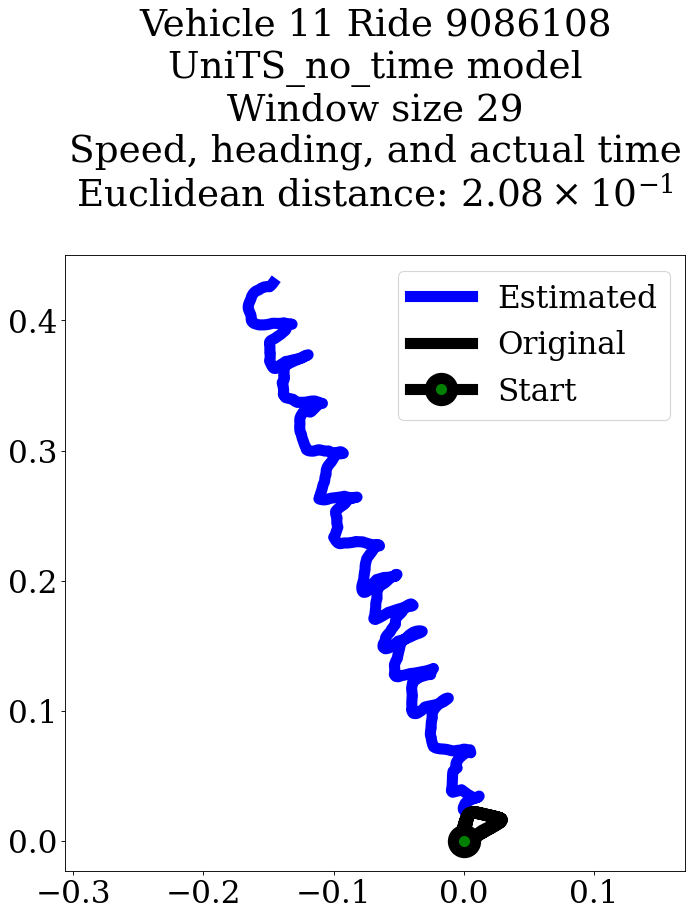 Vehicle 11 Ride 9086108
UniTS_no_time model
Window size 29
Speed, heading, and actual time
Euclidean distance: 2.08 × 10⁻¹
Estimated
Original
Start
0.4
0.3
0.2
0.1
0.0
−0.3
−0.2
−0.1
0.0
0.1